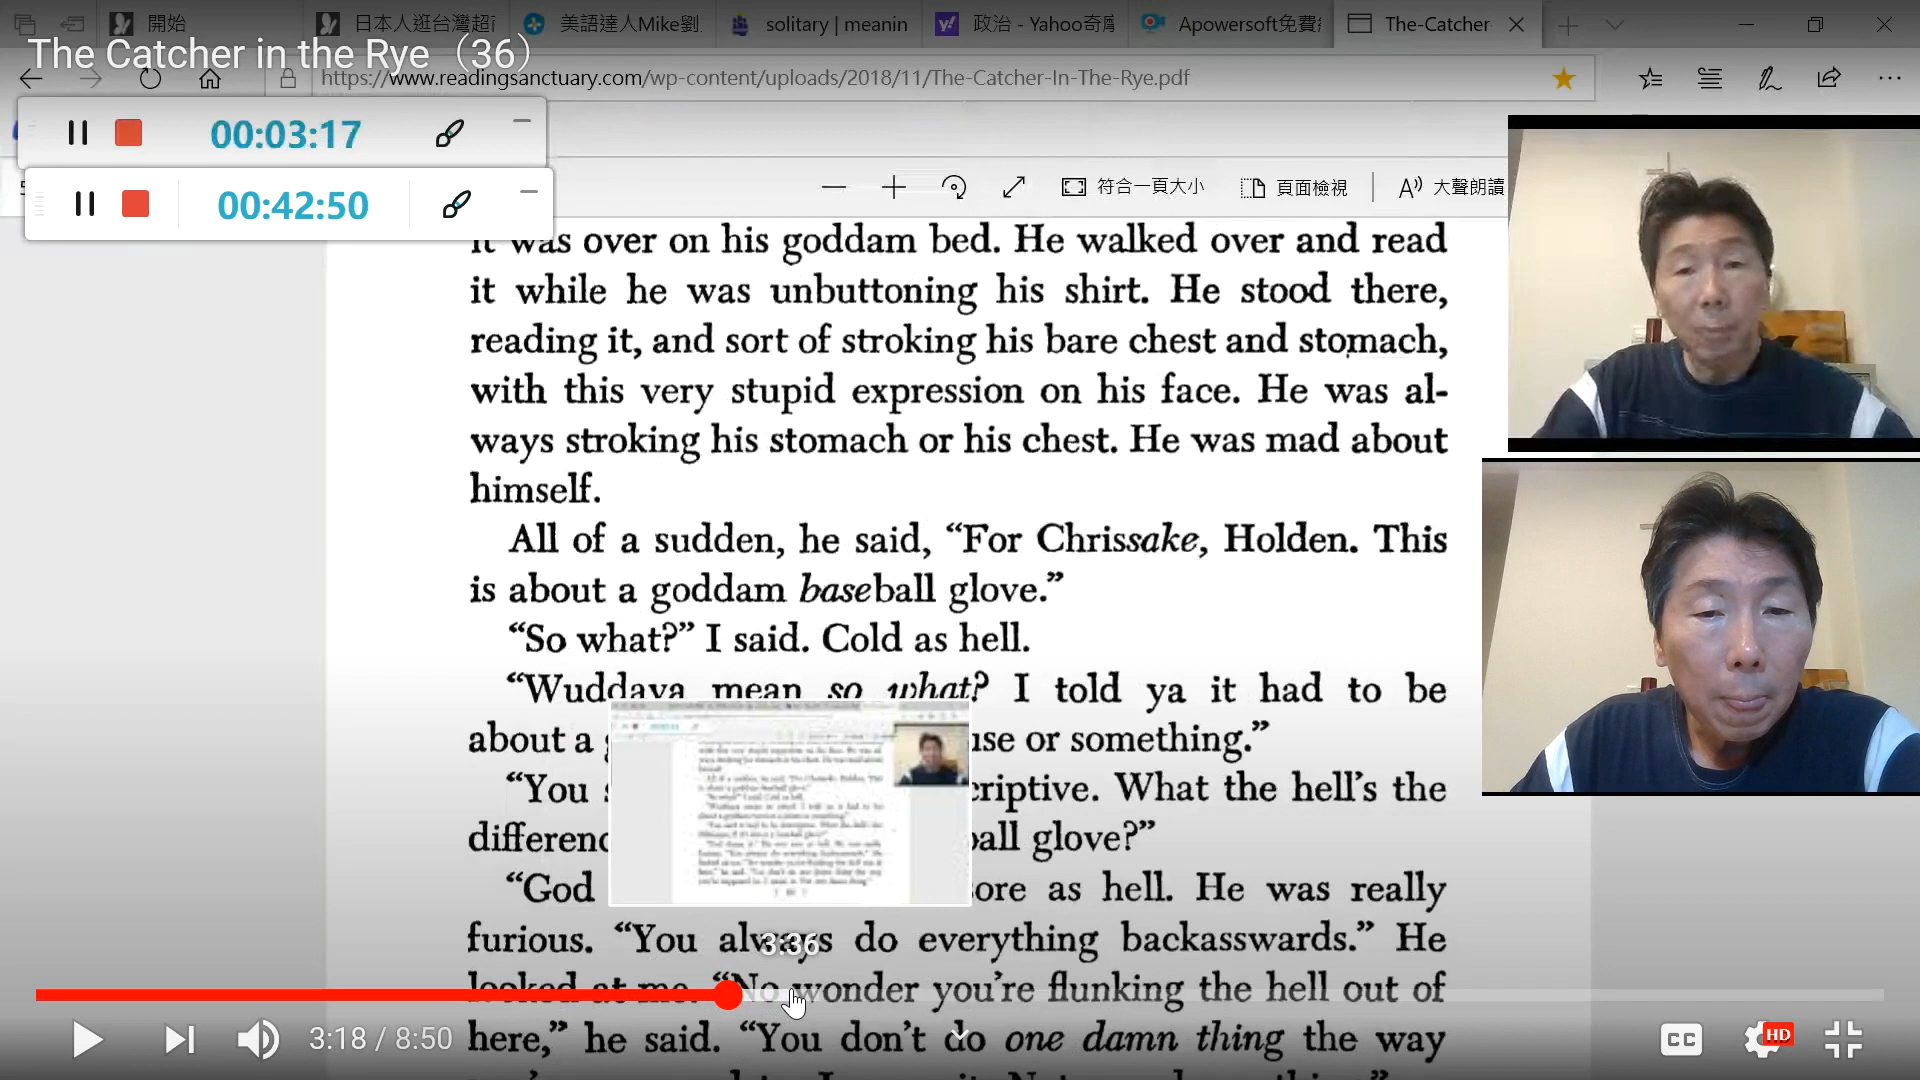 開始
日本人逛台灣超
美語達人Mike劉
solitary | meanin
政治 - Yahoo奇
Apowersoft免費
The-Catcher
The Catcher in the Rye（36）
https://www.readingsanctuary.com/wp-content/uploads/2018/11/The-Catcher-In-The-Rye.pdf
00:03:17
00:42:50
符合一頁大小
頁面檢視
大聲朗讀
it was over on his goddam bed. He walked over and read
it while he was unbuttoning his shirt. He stood there,
reading it, and sort of stroking his bare chest and stomach,
with this very stupid expression on his face. He was al-
ways stroking his stomach or his chest. He was mad about
himself.
All of a sudden, he said, “For Chrissake, Holden. This
is about a goddam baseball glove.”
“So what?” I said. Cold as hell.
“Wuddaya mean so what? I told ya it had to be
about a use or something.”
“You criptive. What the hell’s the
differenc ball glove?”
“God sore as hell. He was really
furious. “You always do everything backasswards.” He
looked at me. “No wonder you’re flunking the hell out of
here,” he said. “You don’t do one damn thing the way
3:36
3:18 / 8:50
CC
HD